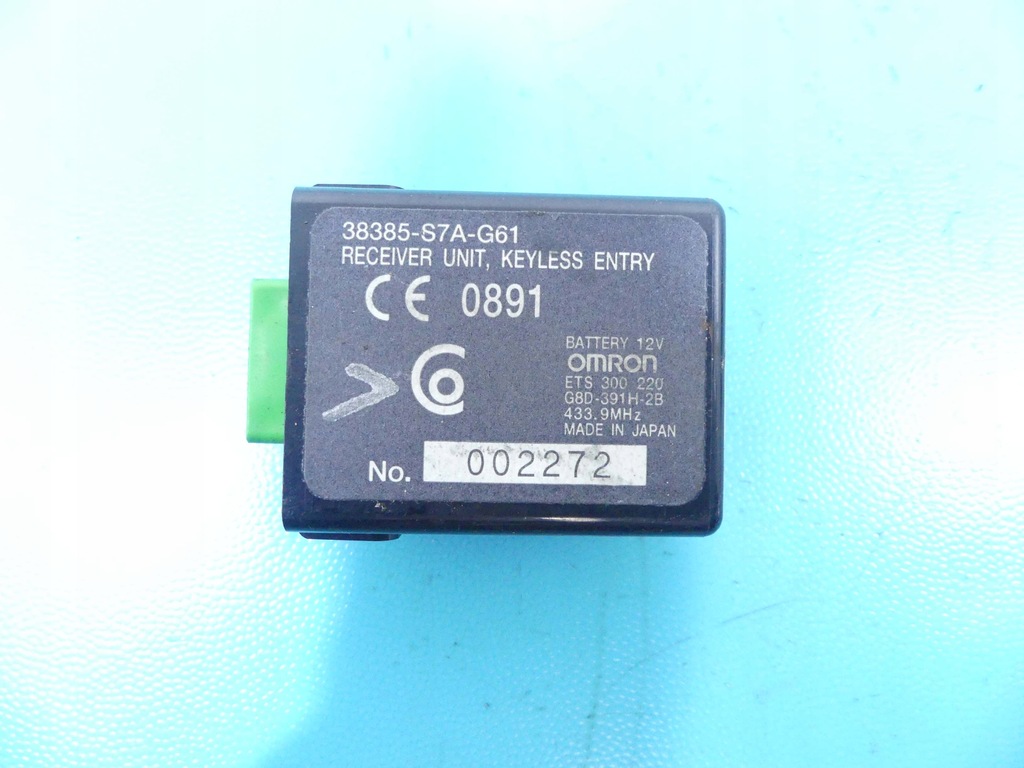 38385-S7A-G61
RECEIVER UNIT, KEYLESS ENTRY
CE 0891
BATTERY 12V
OMRON
ETS 300 220
G8D-391H-2B
433.9MHz
MADE IN JAPAN
No. 002272